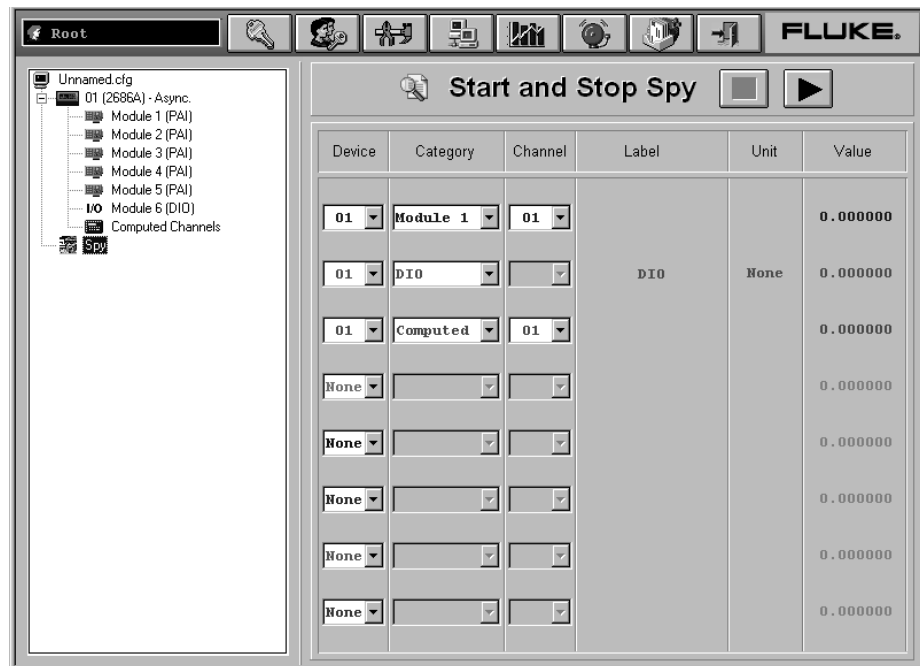 Root
FLUKE®
Unnamed.cfg
01 (2686A) - Async.
Module 1 (PAI)
Module 2 (PAI)
Module 3 (PAI)
Module 4 (PAI)
Module 5 (PAI)
I/O Module 6 (DIO)
Computed Channels
Spy
Start and Stop Spy
Device Category Channel Label Unit Value
01 Module 1 01 0.000000
01 DIO DIO None 0.000000
01 Computed 01 0.000000
None 0.000000
None 0.000000
None 0.000000
None 0.000000
None 0.000000